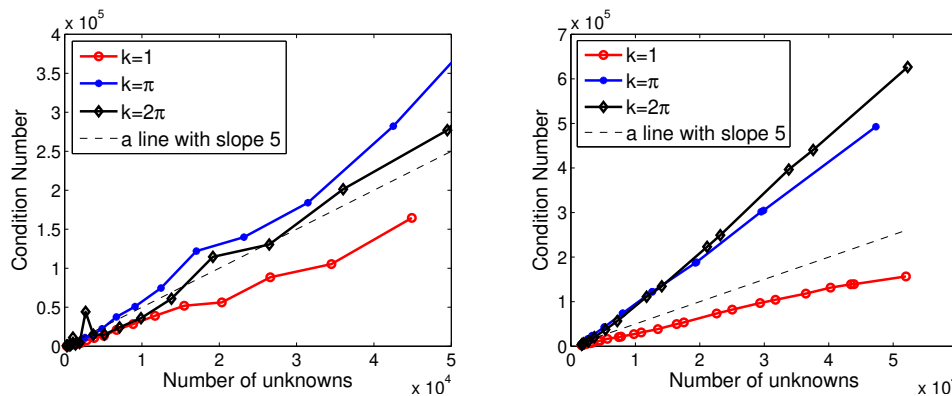 x 10^5
4
3.5
3
2.5
2
1.5
1
0.5
0
Condition Number
k=1
k=π
k=2π
a line with slope 5
0 1 2 3 4 5
Number of unknowns
x 10^4
x 10^5
7
6
5
4
3
2
1
0
Condition Number
k=1
k=π
k=2π
a line with slope 5
0 1 2 3 4 5 6
Number of unknowns
x 10